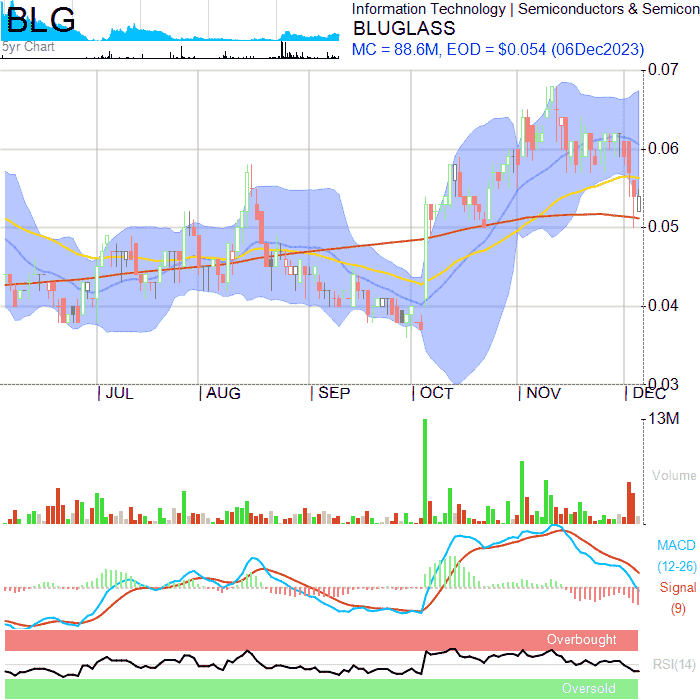 BLG
Information Technology | Semiconductors & Semicon
BLUGLASS
5yr Chart
MC = 88.6M, EOD = $0.054 (06Dec2023)
0.07
0.06
0.05
0.04
0.03
JUL AUG SEP OCT NOV DEC
13M
Volume
MACD
(12-26)
Signal
(9)
Overbought
RSI(14)
Oversold